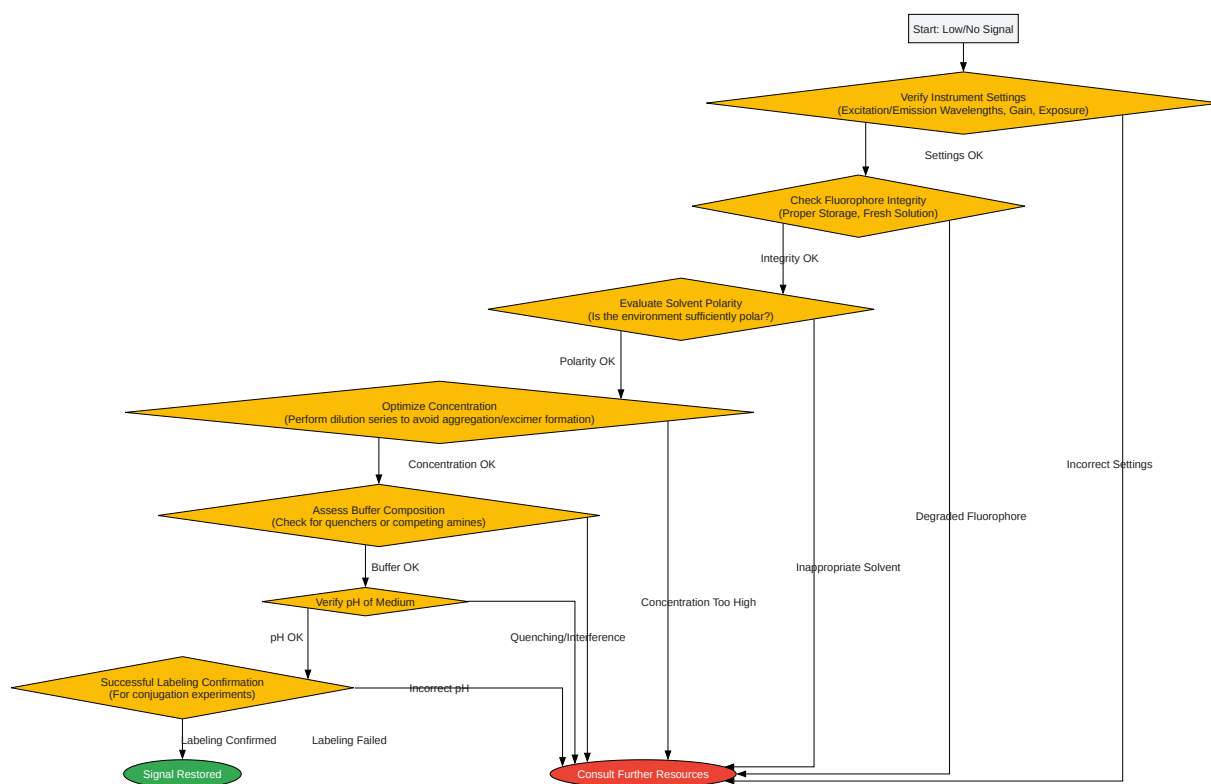 Start: Low/No Signal
Verify Instrument Settings
(Excitation/Emission Wavelengths, Gain, Exposure)
Settings OK
Check Fluorophore Integrity
(Proper Storage, Fresh Solution)
Integrity OK
Evaluate Solvent Polarity
(Is the environment sufficiently polar?)
Polarity OK
Optimize Concentration
(Perform dilution series to avoid aggregation/excimer formation)
Concentration OK
Incorrect Settings
Assess Buffer Composition
(Check for quenchers or competing amines)
Degraded Fluorophore
Buffer OK
Inappropriate Solvent
Verify pH of Medium
Concentration Too High
pH OK
Quenching/Interference
Successful Labeling Confirmation
(For conjugation experiments)
Incorrect pH
Labeling Confirmed
Labeling Failed
Signal Restored
Consult Further Resources